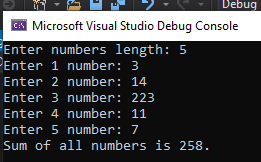 Debug
Microsoft Visual Studio Debug Console
Enter numbers length: 5
Enter 1 number: 3
Enter 2 number: 14
Enter 3 number: 223
Enter 4 number: 11
Enter 5 number: 7
Sum of all numbers is 258.